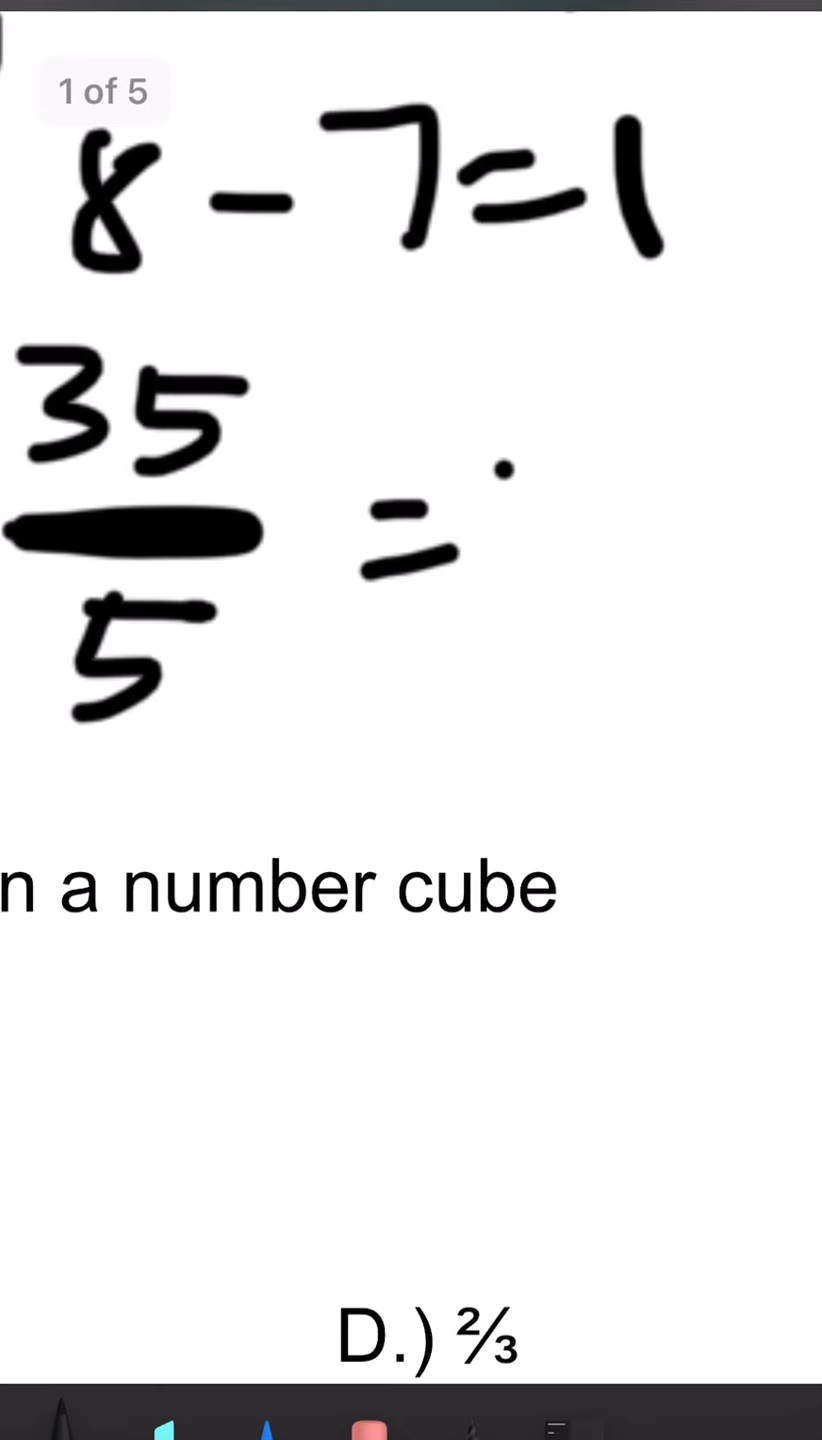 1 of 5
8 - 7 = 1
35
5
=
n a number cube
D.) ⅔